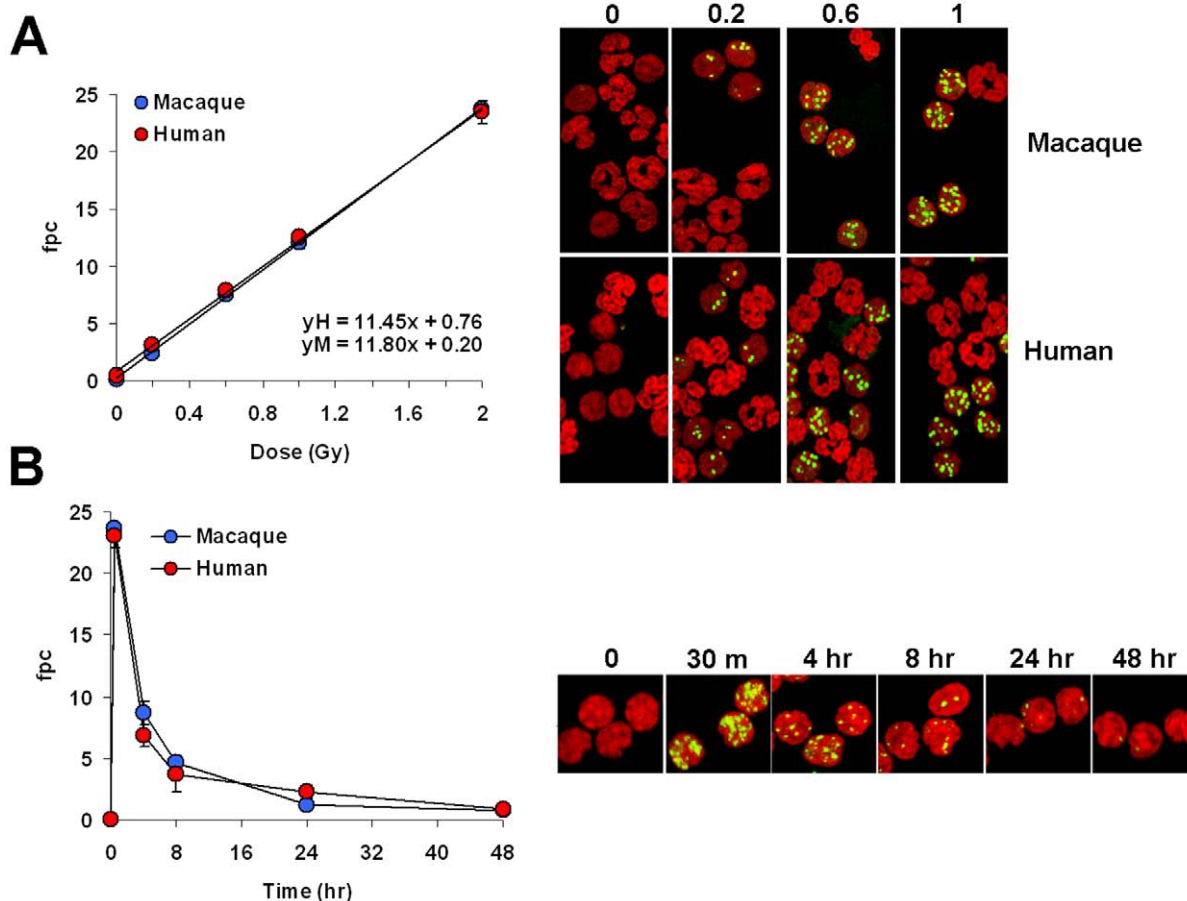 A
0 0.2 0.6 1
Macaque
Human
25
20
15
10
5
0
fpc
yH = 11.45x + 0.76
yM = 11.80x + 0.20
0 0.4 0.8 1.2 1.6 2
Dose (Gy)
Macaque
Human
B
25
20
15
10
5
0
fpc
Macaque
Human
0 8 16 24 32 40 48
Time (hr)
0 30 m 4 hr 8 hr 24 hr 48 hr